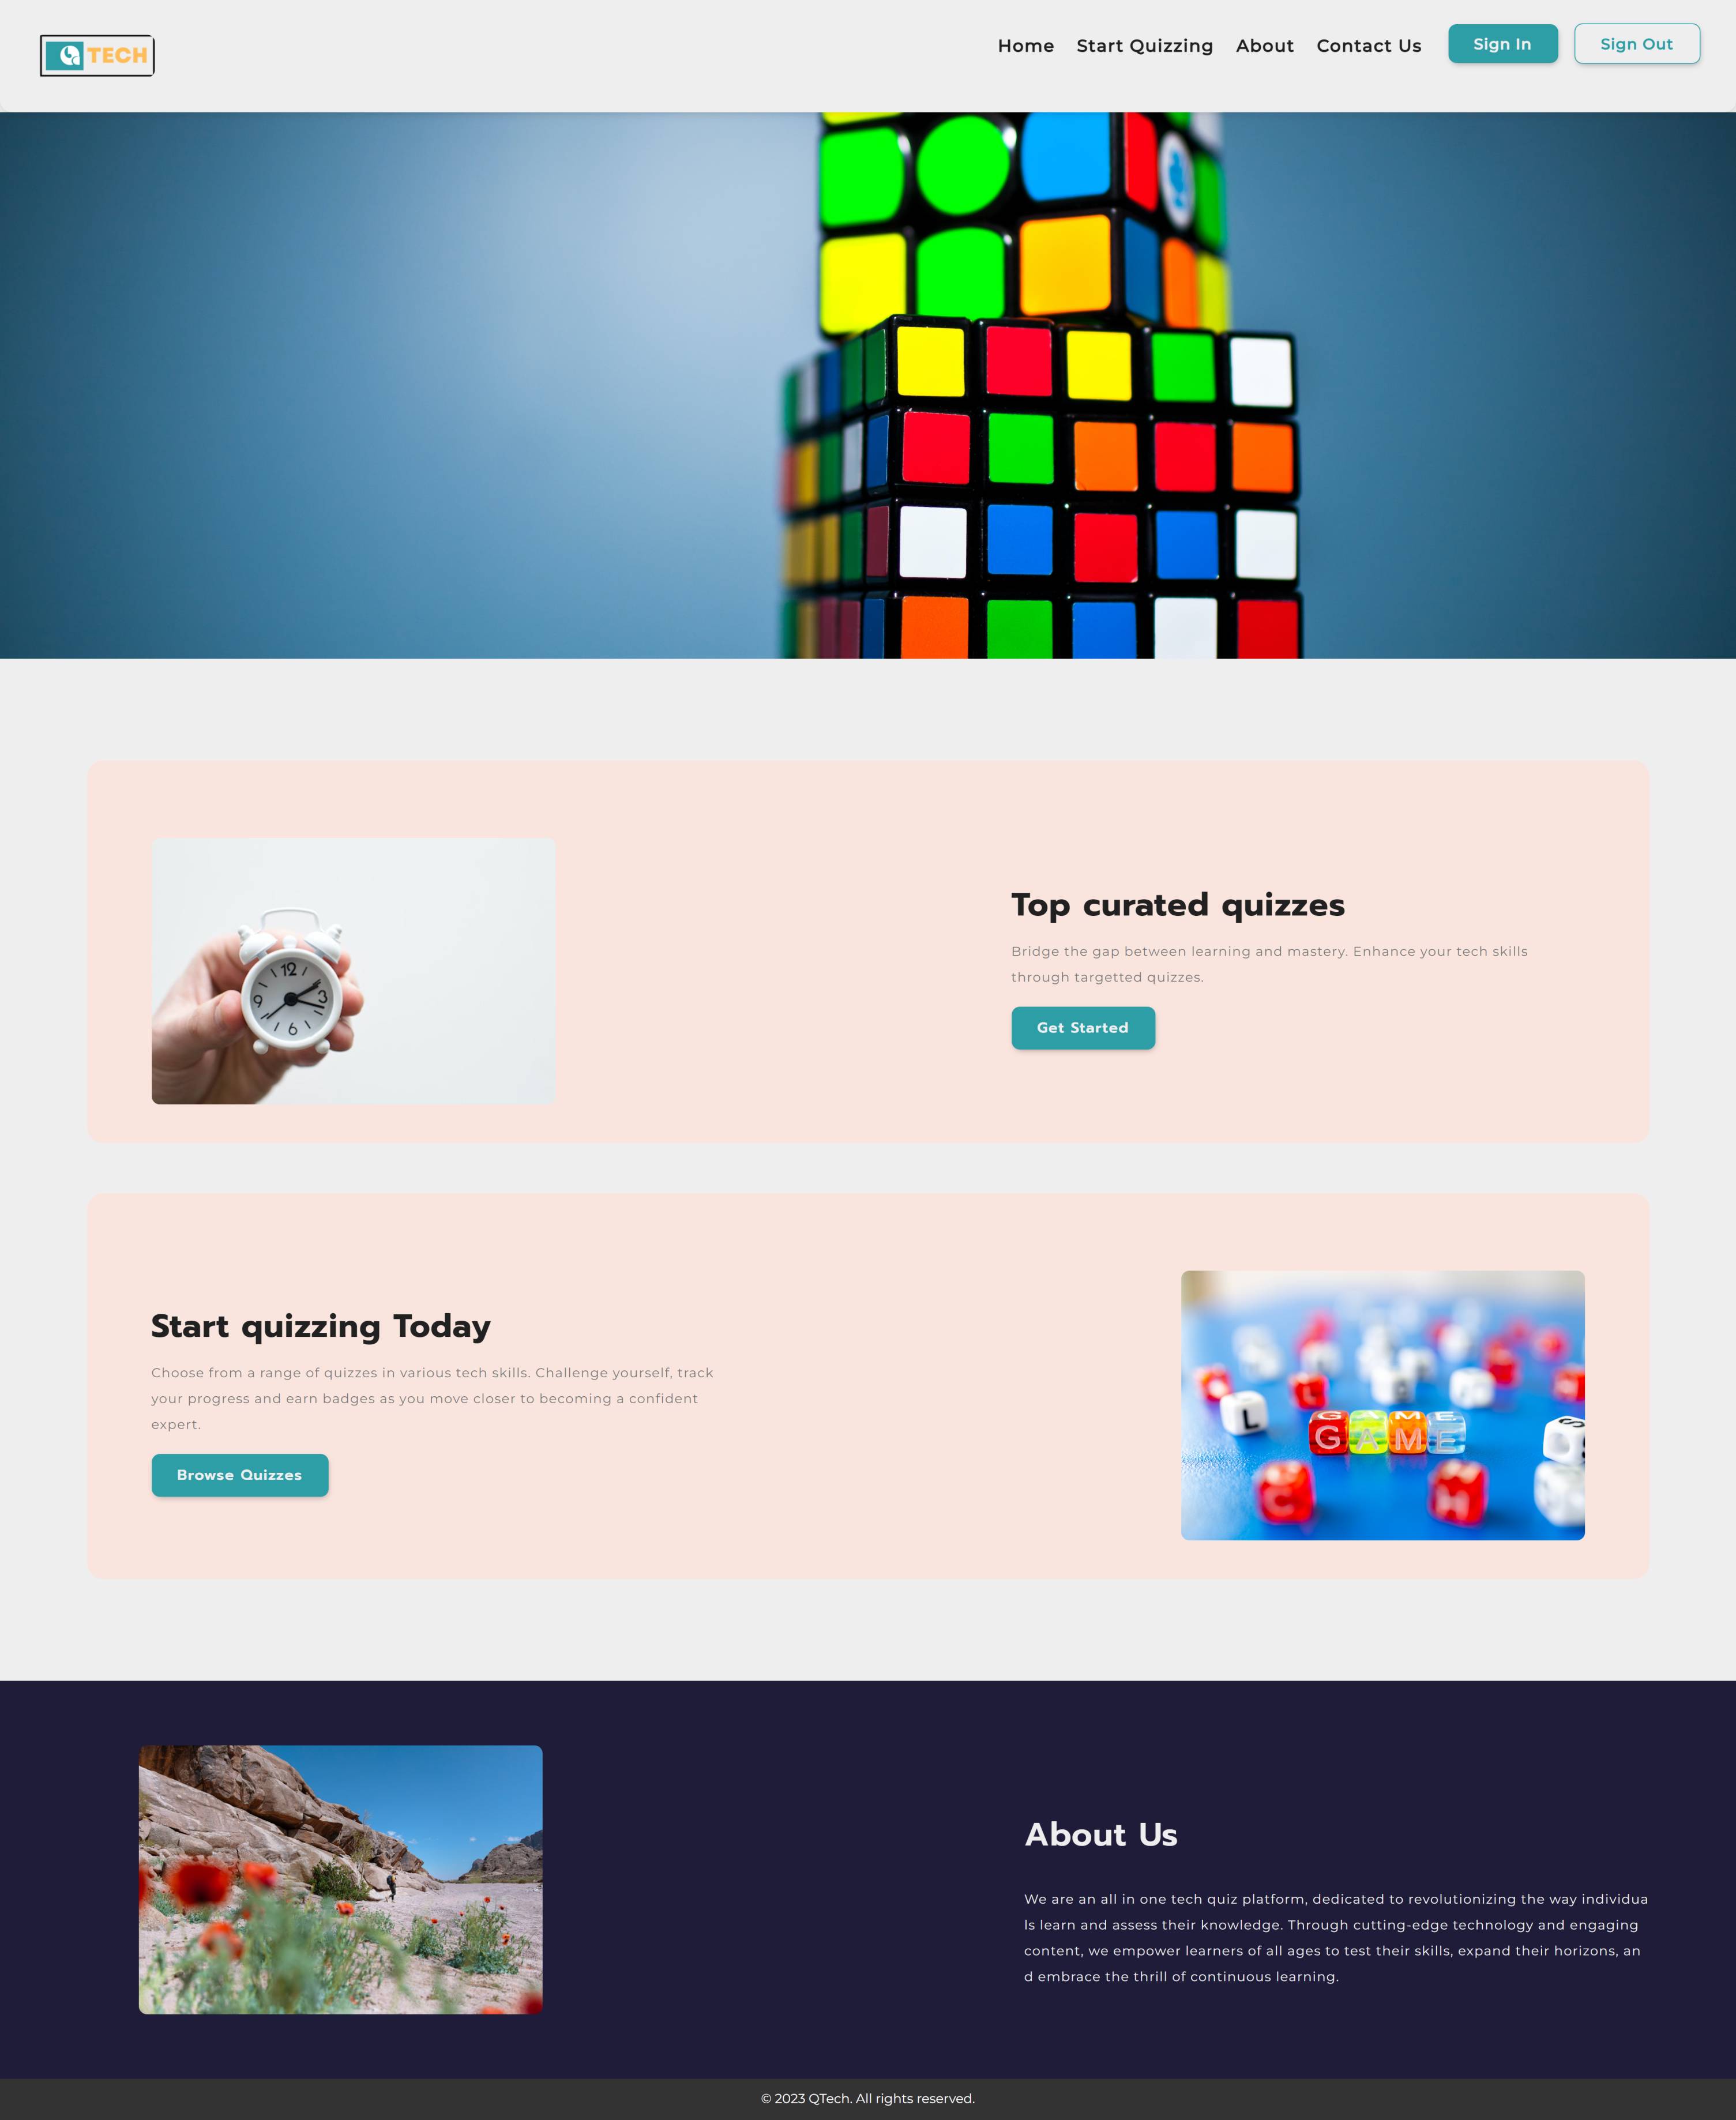 Q TECH
Home Start Quizzing About Contact Us Sign In Sign Out
12
9 3
6
Top curated quizzes
Bridge the gap between learning and mastery. Enhance your tech skills
through targetted quizzes.
Get Started
Start quizzing Today
Choose from a range of quizzes in various tech skills. Challenge yourself, track
your progress and earn badges as you move closer to becoming a confident
expert.
Browse Quizzes
L
GAME
GAME
S
C H
About Us
We are an all in one tech quiz platform, dedicated to revolutionizing the way individua
ls learn and assess their knowledge. Through cutting-edge technology and engaging
content, we empower learners of all ages to test their skills, expand their horizons, an
d embrace the thrill of continuous learning.
© 2023 QTech. All rights reserved.